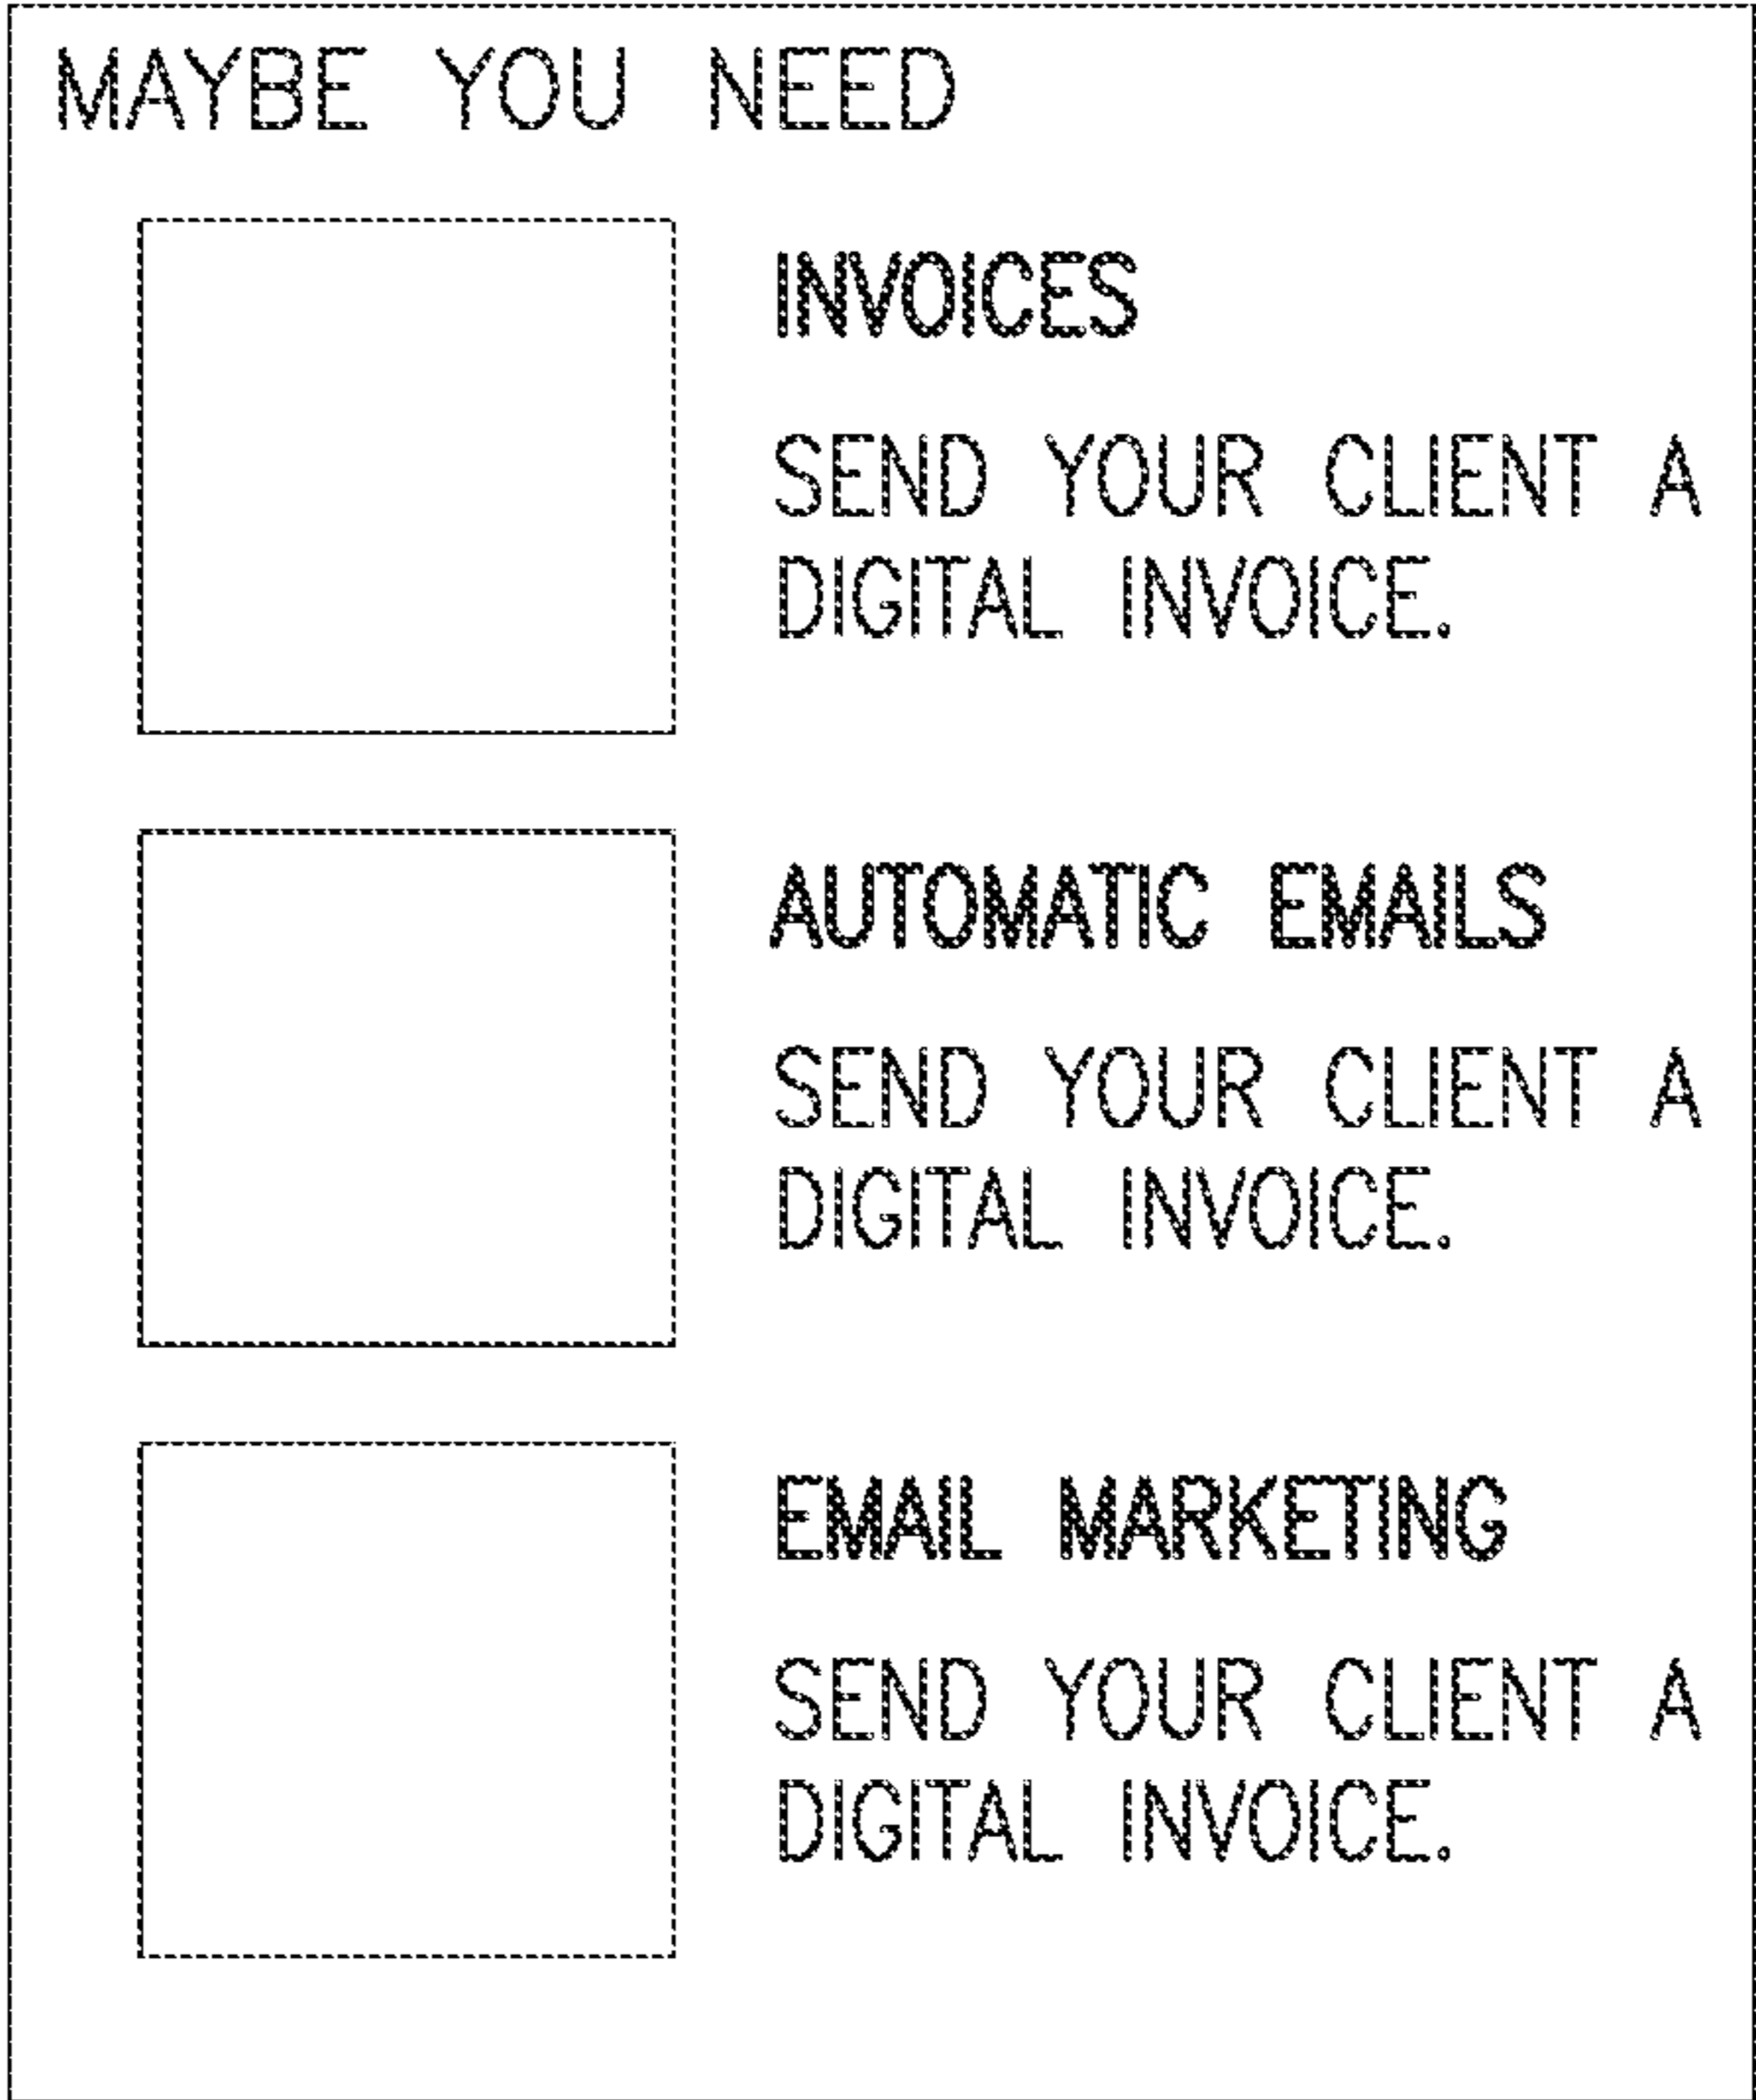 MAYBE YOU NEED
INVOICES
SEND YOUR CLIENT A
DIGITAL INVOICE.
AUTOMATIC EMAILS
SEND YOUR CLIENT A
DIGITAL INVOICE.
EMAIL MARKETING
SEND YOUR CLIENT A
DIGITAL INVOICE.